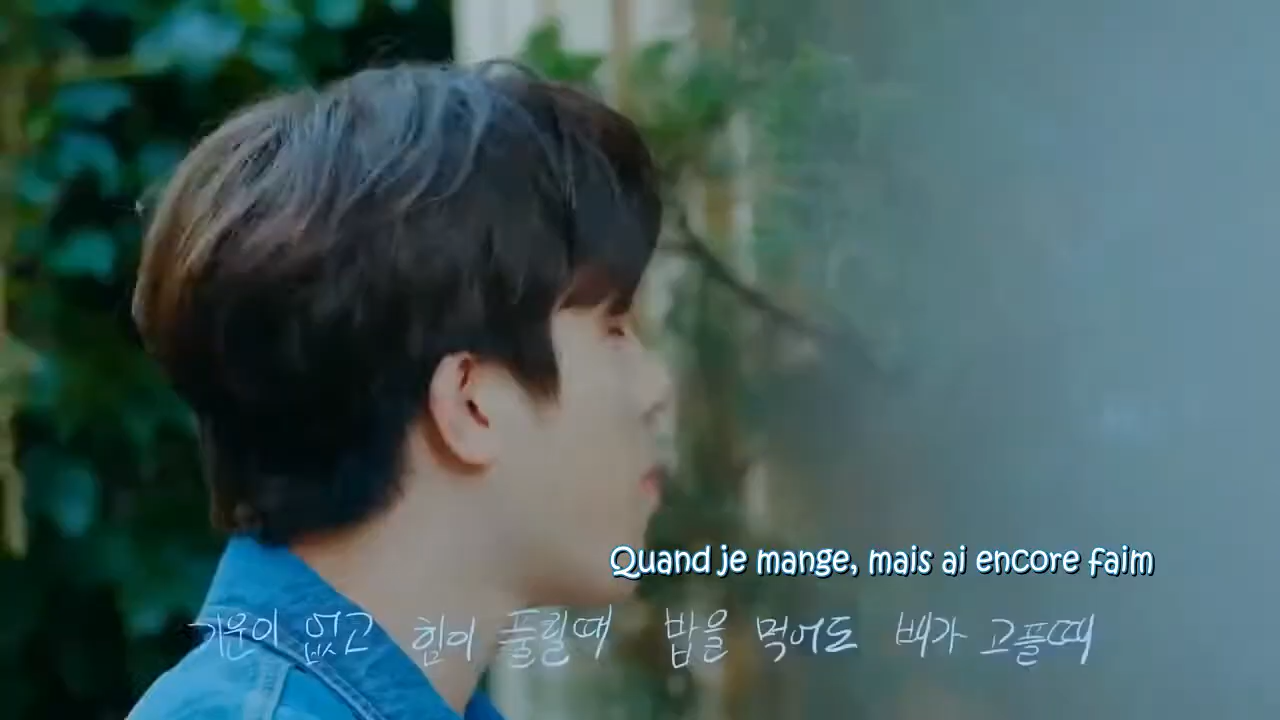 Quand je mange, mais ai encore faim
기운이 없고 힘이 풀릴때 밥을 먹어도 배가 고플때